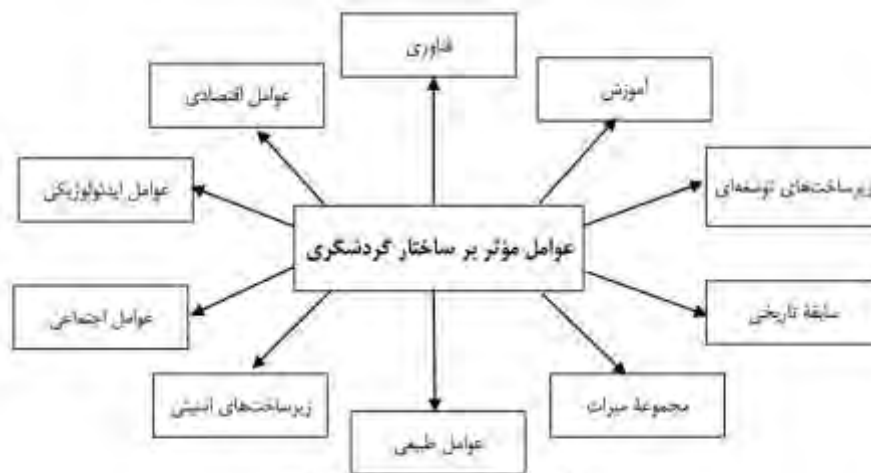 فناوری
آموزش
عوامل اقتصادی
زیرساخت‌های توسعه‌ای
عوامل ایدئولوژیکی
عوامل مؤثر بر ساختار گردشگری
سابقهٔ تاریخی
عوامل اجتماعی
مجموعهٔ میراث
زیرساخت‌های امنیتی
عوامل طبیعی